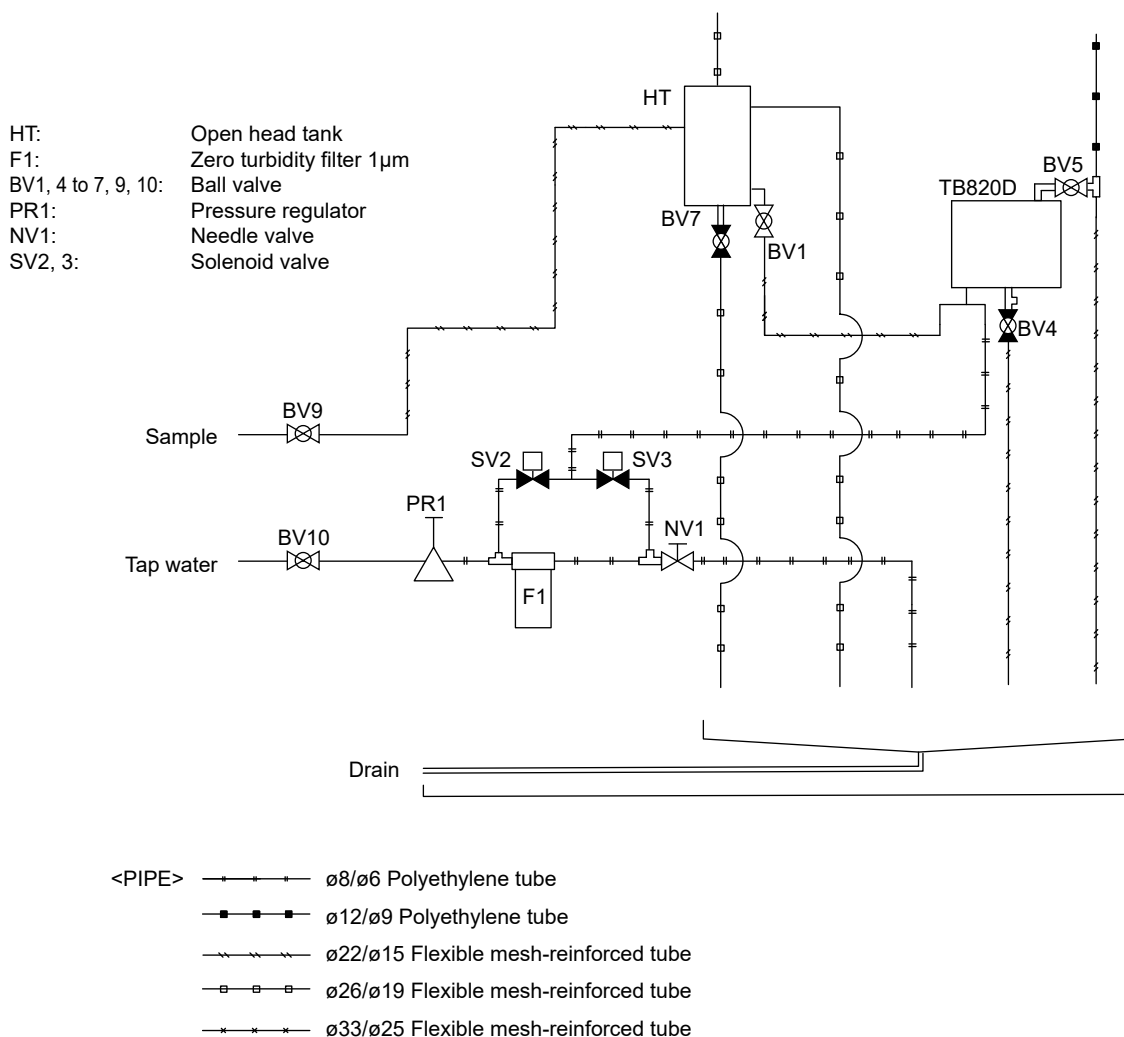 HT
HT: Open head tank
F1: Zero turbidity filter 1µm
BV1, 4 to 7, 9, 10: Ball valve
PR1: Pressure regulator
NV1: Needle valve
SV2, 3: Solenoid valve
BV5
TB820D
BV7
BV1
BV4
BV9
Sample
SV2
SV3
PR1
NV1
BV10
Tap water
F1
Drain
<PIPE>
ø8/ø6 Polyethylene tube
ø12/ø9 Polyethylene tube
ø22/ø15 Flexible mesh-reinforced tube
ø26/ø19 Flexible mesh-reinforced tube
ø33/ø25 Flexible mesh-reinforced tube